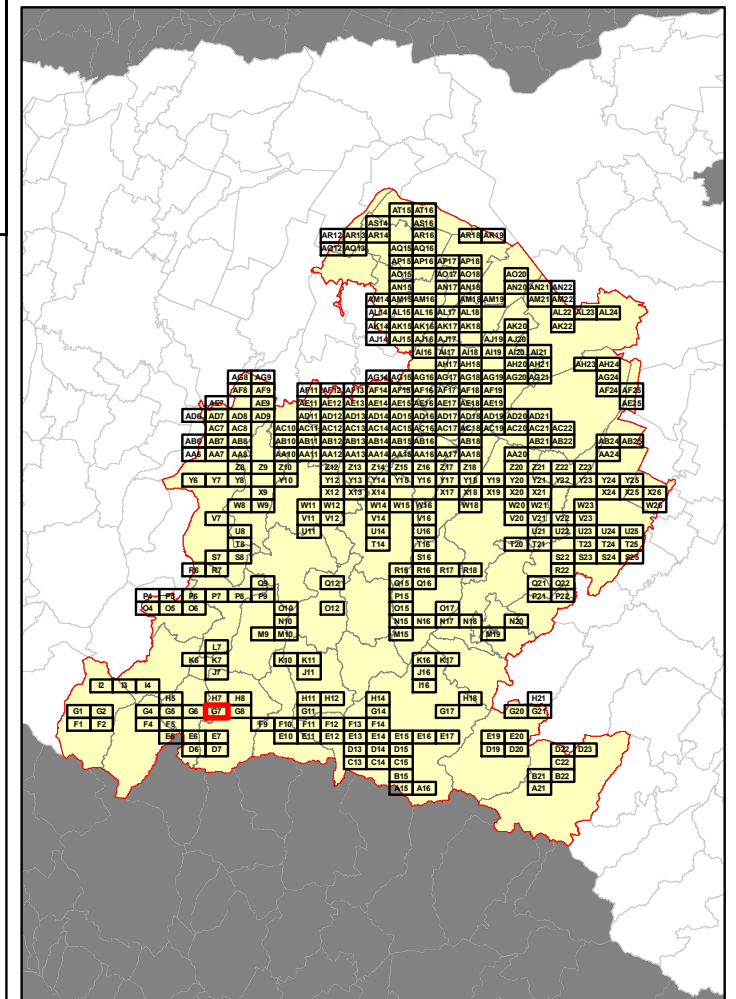 AT15 AT16
AS14 AS16
AR12 AR13 AR14 AR16 AR18 AR19
AQ12 AQ13 AQ15 AQ16
AP15 AP16 AP17 AP18
AO15 AO17 AO18 AO20
AN15 AN17 AN18 AN20 AN21 AN22
AM14 AM15 AM16 AM18 AM19 AM21 AM22
AL14 AL15 AL16 AL17 AL18 AL22 AL23 AL24
AK14 AK15 AK16 AK17 AK18 AK20 AK22
AJ14 AJ15 AJ16 AJ17 AJ19 AJ20
AI16 AI17 AI18 AI19 AI20 AI21
AH17 AH18 AH20 AH21 AH23 AH24
AG8 AG9 AG14 AG15 AG16 AG17 AG18 AG19 AG20 AG21 AG24
AF8 AF9 AF11 AF12 AF13 AF14 AF15 AF16 AF17 AF18 AF19 AF24 AF25
AE7 AE9 AE11 AE12 AE13 AE14 AE15 AE16 AE17 AE18 AE19 AE25
AD6 AD7 AD8 AD9 AD11 AD12 AD13 AD14 AD15 AD16 AD17 AD18 AD19 AD20 AD21
AC7 AC8 AC10 AC11 AC12 AC13 AC14 AC15 AC16 AC17 AC18 AC19 AC20 AC21 AC22
AB6 AB7 AB8 AB10 AB11 AB12 AB13 AB14 AB15 AB16 AB18 AB21 AB22 AB24 AB25
AA6 AA7 AA8 AA10 AA11 AA12 AA13 AA14 AA15 AA16 AA17 AA18 AA20 AA24
Z8 Z9 Z10 Z12 Z13 Z14 Z15 Z16 Z17 Z18 Z20 Z21 Z22 Z23
Y6 Y7 Y8 Y10 Y12 Y13 Y14 Y15 Y16 Y17 Y18 Y19 Y20 Y21 Y22 Y23 Y24 Y25
X9 X12 X13 X14 X17 X18 X19 X20 X21 X24 X25 X26
W8 W9 W11 W12 W14 W15 W16 W18 W20 W21 W23 W26
V7 V11 V12 V14 V16 V20 V21 V22 V23
U8 U11 U14 U16 U21 U22 U23 U24 U25
T8 T14 T16 T20 T21 T23 T24 T25
S7 S8 S16 S22 S23 S24 S25
R6 R7 R15 R16 R17 R18 R22
Q9 Q12 Q15 Q16 Q21 Q22
P4 P5 P6 P7 P8 P9 P15 P21 P22
O4 O5 O6 O10 O12 O15 O17
N10 N15 N16 N17 N18 N20
M9 M10 M15 M19
L7
K6 K7 K10 K11 K16 K17
J7 J11 J16
I2 I3 I4 I16
H5 H7 H8 H11 H12 H14 H18 H21
G1 G2 G4 G5 G6 G7 G8 G11 G14 G17 G20 G21
F1 F2 F4 F5 F9 F10 F11 F12 F13 F14
E5 E6 E7 E10 E11 E12 E13 E14 E15 E16 E17 E19 E20
D6 D7 D13 D14 D15 D19 D20 D22 D23
C13 C14 C15 C22
B15 B21 B22
A15 A16 A21